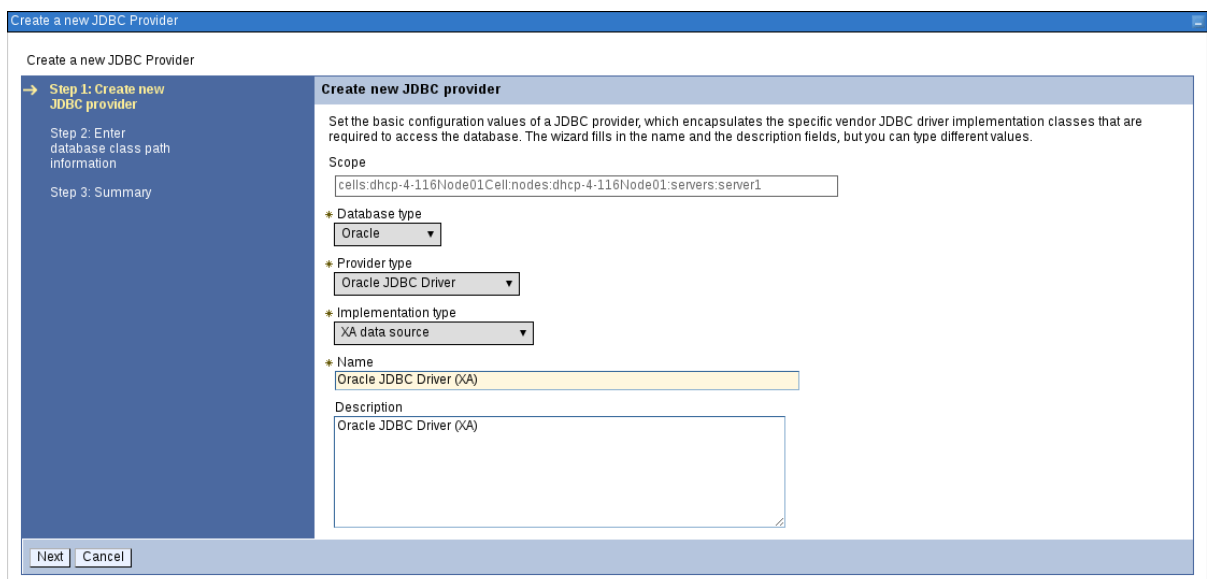 Create a new JDBC Provider
Create a new JDBC Provider
Step 1: Create new
JDBC provider
Step 2: Enter
database class path
information
Step 3: Summary
Create new JDBC provider
Set the basic configuration values of a JDBC provider, which encapsulates the specific vendor JDBC driver implementation classes that are
required to access the database. The wizard fills in the name and the description fields, but you can type different values.
Scope
cells:dhcp-4-116Node01Cell:nodes:dhcp-4-116Node01:servers:server1
Database type
Oracle
Provider type
Oracle JDBC Driver
Implementation type
XA data source
Name
Oracle JDBC Driver (XA)
Description
Oracle JDBC Driver (XA)
Next Cancel